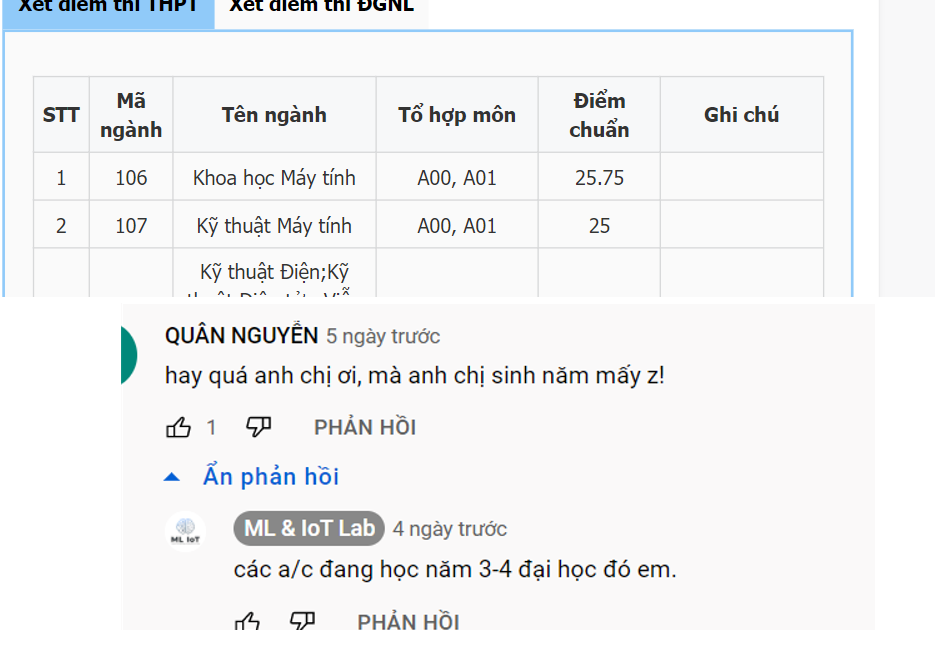 Xét điểm thi THPT Xét điểm thi ĐGNL
STT Mã ngành Tên ngành Tổ hợp môn Điểm chuẩn Ghi chú
1 106 Khoa học Máy tính A00, A01 25.75
2 107 Kỹ thuật Máy tính A00, A01 25
Kỹ thuật Điện;Kỹ
QUÂN NGUYỄN 5 ngày trước
hay quá anh chị ơi, mà anh chị sinh năm mấy z!
1 PHẢN HỒI
Ẩn phản hồi
ML IoT
ML & IoT Lab 4 ngày trước
các a/c đang học năm 3-4 đại học đó em.
PHẢN HỒI